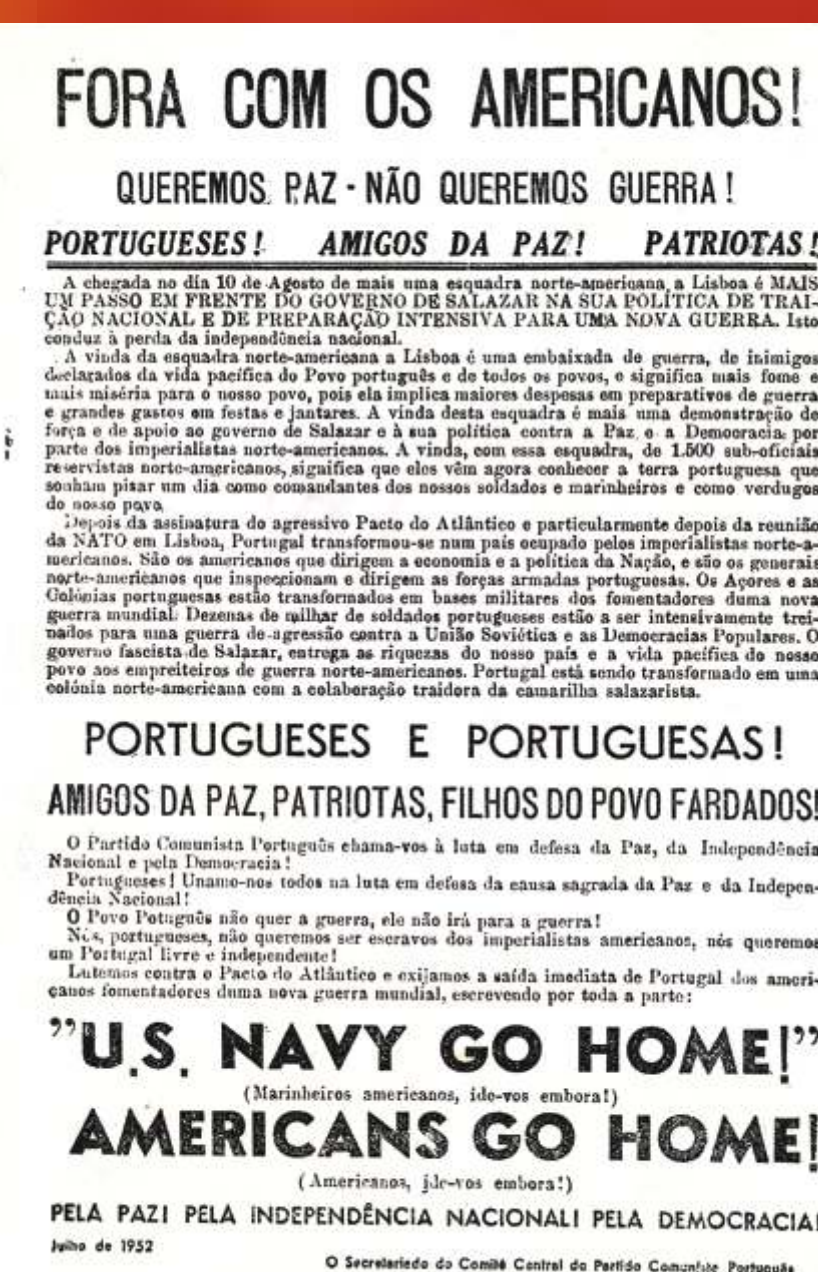 FORA COM OS AMERICANOS!
QUEREMOS PAZ - NÃO QUEREMOS GUERRA!
PORTUGUESES! AMIGOS DA PAZ! PATRIOTAS!
A chegada no dia 10 de Agosto de mais uma esquadra norte-americana a Lisboa é MAIS
UM PASSO EM FRENTE DO GOVERNO DE SALAZAR NA SUA POLÍTICA DE TRAI-
ÇÃO NACIONAL E DE PREPARAÇÃO INTENSIVA PARA UMA NOVA GUERRA. Isto
conduz à perda da independência nacional.
A vinda da esquadra norte-americana a Lisboa é uma embaixada de guerra, de inimigos
declarados da vida pacífica do Povo português e de todos os povos, e significa mais fome e
mais miséria para o nosso povo, pois ela implica maiores despesas em preparativos de guerra
e grandes gastos em festas e jantares. A vinda desta esquadra é mais uma demonstração de
força e de apoio ao governo de Salazar e à sua política contra a Paz e a Democracia por
parte dos imperialistas norte-americanos. A vinda, com essa esquadra, de 1.500 sub-oficiais
reservistas norte-americanos, significa que eles vêm agora conhecer a terra portuguesa que
sonham pisar um dia como comandantes dos nossos soldados e marinheiros e como verdugos
do nosso povo.
Depois da assinatura do agressivo Pacto do Atlântico e particularmente depois da reunião
da NATO em Lisboa, Portugal transformou-se num país ocupado pelos imperialistas norte-a-
mericanos. São os americanos que dirigem a economia e a política da Nação, e são os generais
norte-americanos que inspeccionam e dirigem as forças armadas portuguesas. Os Açores e as
Colónias portuguesas estão transformados em bases militares dos fomentadores duma nova
guerra mundial. Dezenas de milhar de soldados portugueses estão a ser intensivamente trei-
nados para uma guerra de agressão contra a União Soviética e as Democracias Populares. O
governo fascista de Salazar, entrega as riquezas do nosso país e a vida pacífica do nosso
povo aos empreiteiros de guerra norte-americanos. Portugal está sendo transformado em uma
colónia norte-americana com a colaboração traidora da camarilha salazarista.
PORTUGUESES E PORTUGUESAS!
AMIGOS DA PAZ, PATRIOTAS, FILHOS DO POVO FARDADOS!
O Partido Comunista Português chama-vos à luta em defesa da Paz, da Independência
Nacional e pela Democracia!
Portugueses! Unamo-nos todos na luta em defesa da causa sagrada da Paz e da Indepen-
dência Nacional!
O Povo Potuguês não quer a guerra, ele não irá para a guerra!
Nós, portugueses, não queremos ser escravos dos imperialistas americanos, nós queremos
um Portugal livre e independente!
Lutemos contra o Pacto do Atlântico e exijamos a saída imediata de Portugal dos ameri-
canos fomentadores duma nova guerra mundial, escrevendo por toda a parte:
"U.S. NAVY GO HOME!"
(Marinheiros americanos, ide-vos embora!)
AMERICANS GO HOME!
(Americanos, ide-vos embora!)
PELA PAZ! PELA INDEPENDÊNCIA NACIONAL! PELA DEMOCRACIA!
Julho de 1952
O Secretariado do Comité Central do Partido Comunista Português